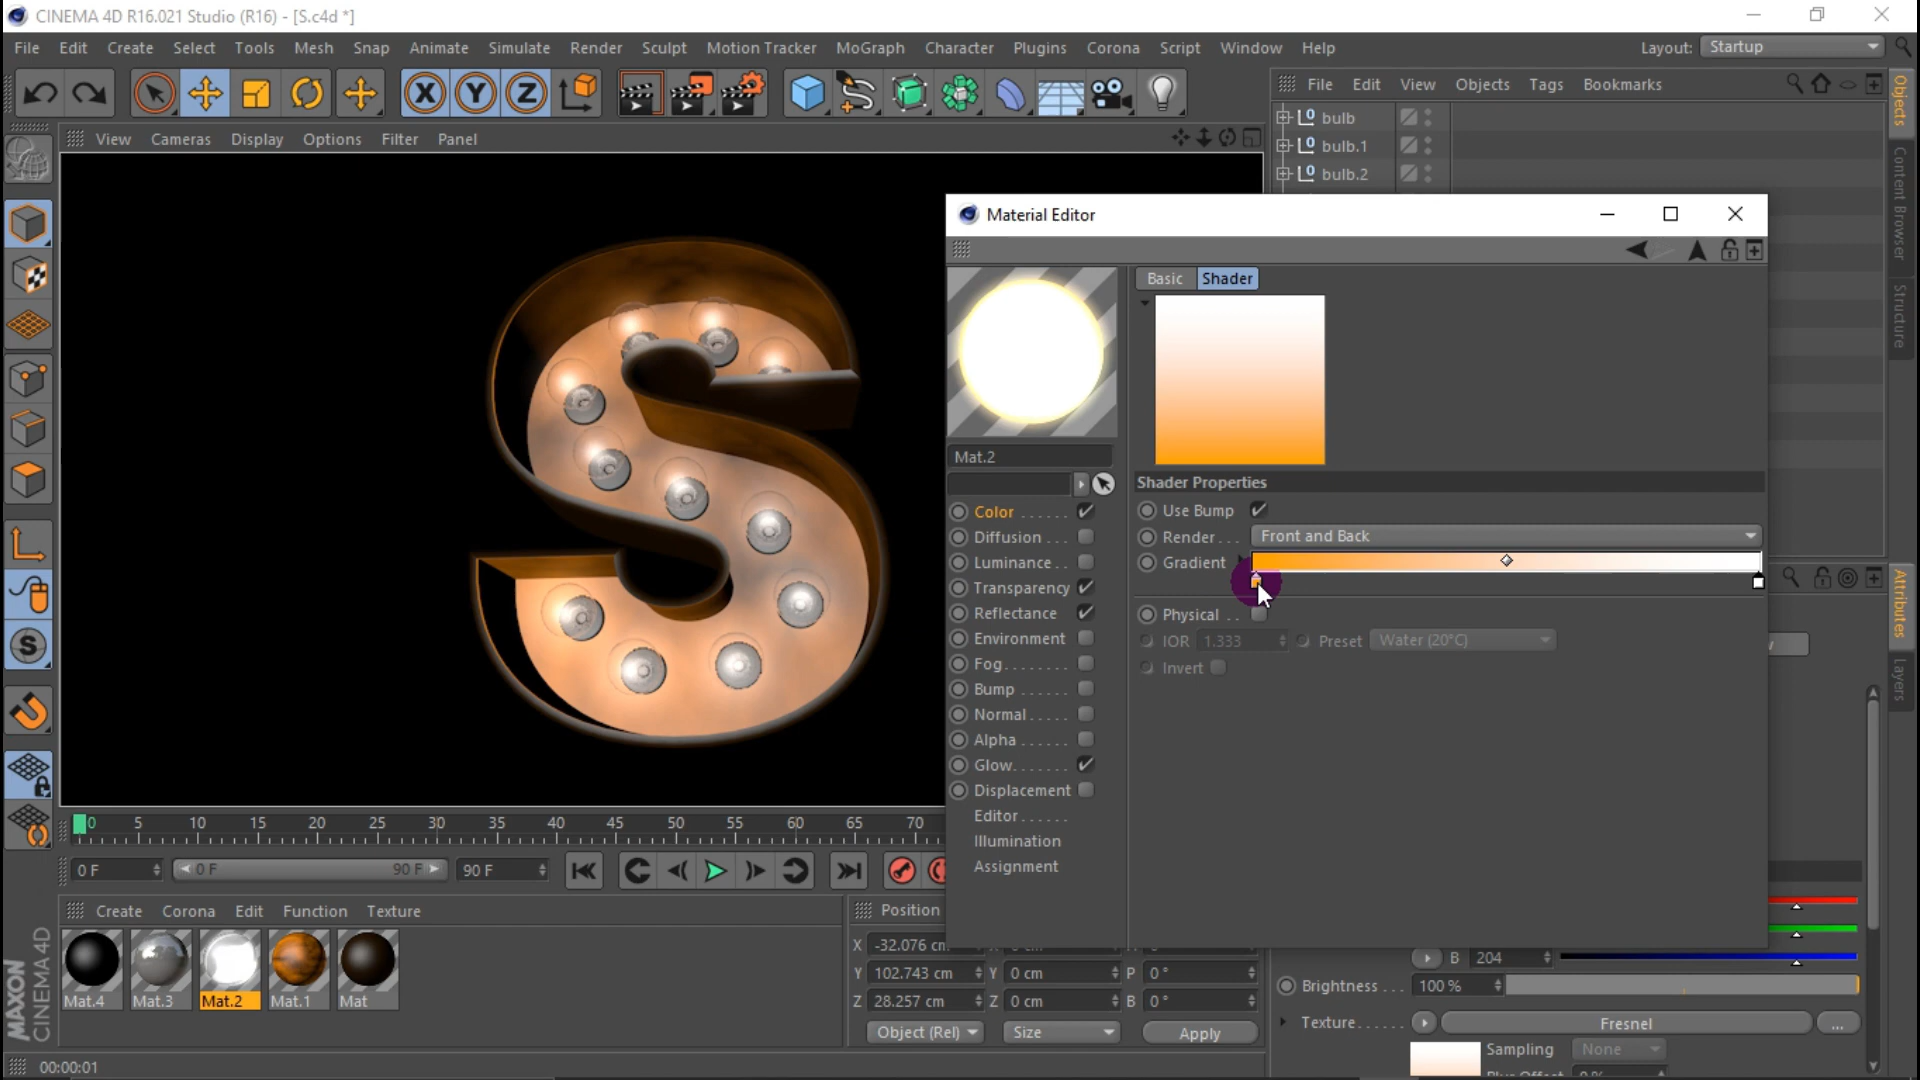 CINEMA 4D R16.021 Studio (R16) - [S.c4d *]
File Edit Create Select Tools Mesh Snap Animate Simulate Render Sculpt Motion Tracker MoGraph Character Plugins Corona Script Window Help Layout: Startup
X Y Z
File Edit View Objects Tags Bookmarks
View Cameras Display Options Filter Panel
bulb
bulb.1
bulb.2
Objects
Content Browser
Structure
Attributes
Layers
Material Editor
Basic Shader
Mat.2
Color ......
Diffusion ...
Luminance ..
Transparency
Reflectance
Environment
Fog........
Bump ......
Normal .....
Alpha ......
Glow.......
Displacement
Editor ......
Illumination
Assignment
Shader Properties
Use Bump
Render... Front and Back
Gradient
Physical ..
IOR 1.333 Preset Water (20°C)
Invert
0 5 10 15 20 25 30 35 40 45 50 55 60 65 70
0 F 0 F 90 F 90 F
Create Corona Edit Function Texture
Mat.4 Mat.3 Mat.2 Mat.1 Mat
MAXON
CINEMA 4D
Position
X -32.076 cm
Y 102.743 cm Y 0 cm P 0 °
Z 28.257 cm Z 0 cm B 0 °
Object (Rel) Size Apply
B 204
Brightness ... 100 %
Texture...... Fresnel ...
Sampling None
00:00:01